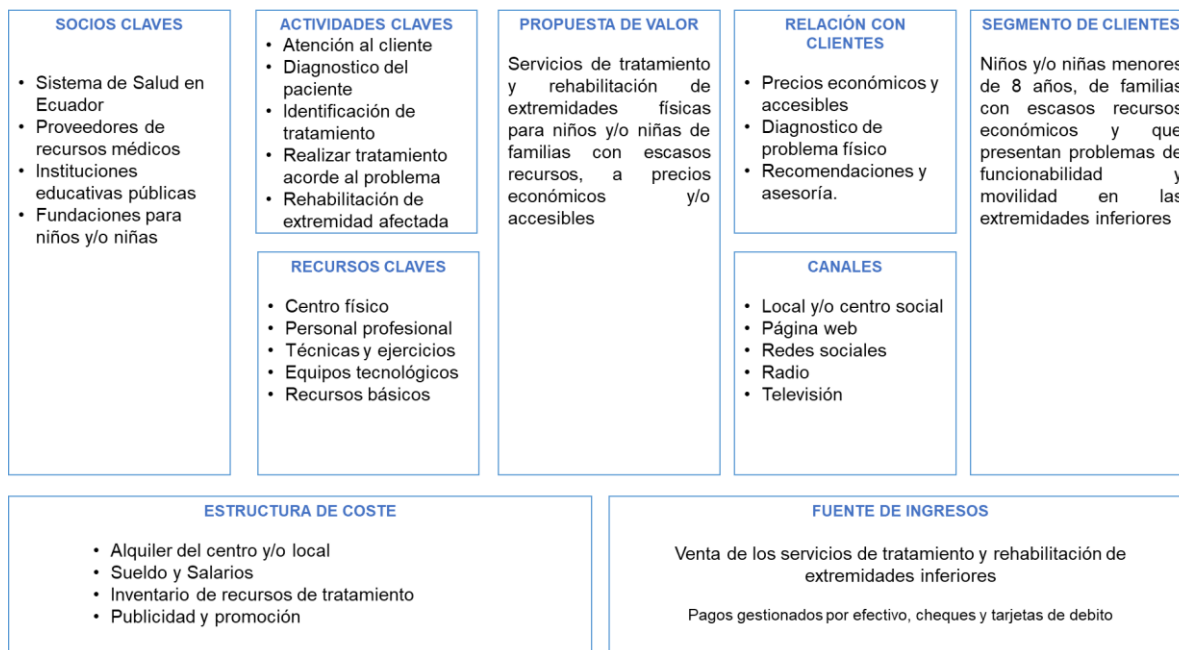 SOCIOS CLAVES
• Sistema de Salud en
Ecuador
• Proveedores de
recursos médicos
• Instituciones
educativas públicas
• Fundaciones para
niños y/o niñas
ACTIVIDADES CLAVES
• Atención al cliente
• Diagnostico del
paciente
• Identificación de
tratamiento
• Realizar tratamiento
acorde al problema
• Rehabilitación de
extremidad afectada
RECURSOS CLAVES
• Centro físico
• Personal profesional
• Técnicas y ejercicios
• Equipos tecnológicos
• Recursos básicos
PROPUESTA DE VALOR
Servicios de tratamiento
y rehabilitación de
extremidades físicas
para niños y/o niñas de
familias con escasos
recursos, a precios
económicos y/o
accesibles
RELACIÓN CON
CLIENTES
• Precios económicos y
accesibles
• Diagnostico de
problema físico
• Recomendaciones y
asesoría.
CANALES
• Local y/o centro social
• Página web
• Redes sociales
• Radio
• Televisión
SEGMENTO DE CLIENTES
Niños y/o niñas menores
de 8 años, de familias
con escasos recursos
económicos y que
presentan problemas de
funcionabilidad y
movilidad en las
extremidades inferiores
ESTRUCTURA DE COSTE
• Alquiler del centro y/o local
• Sueldo y Salarios
• Inventario de recursos de tratamiento
• Publicidad y promoción
FUENTE DE INGRESOS
Venta de los servicios de tratamiento y rehabilitación de
extremidades inferiores
Pagos gestionados por efectivo, cheques y tarjetas de debito